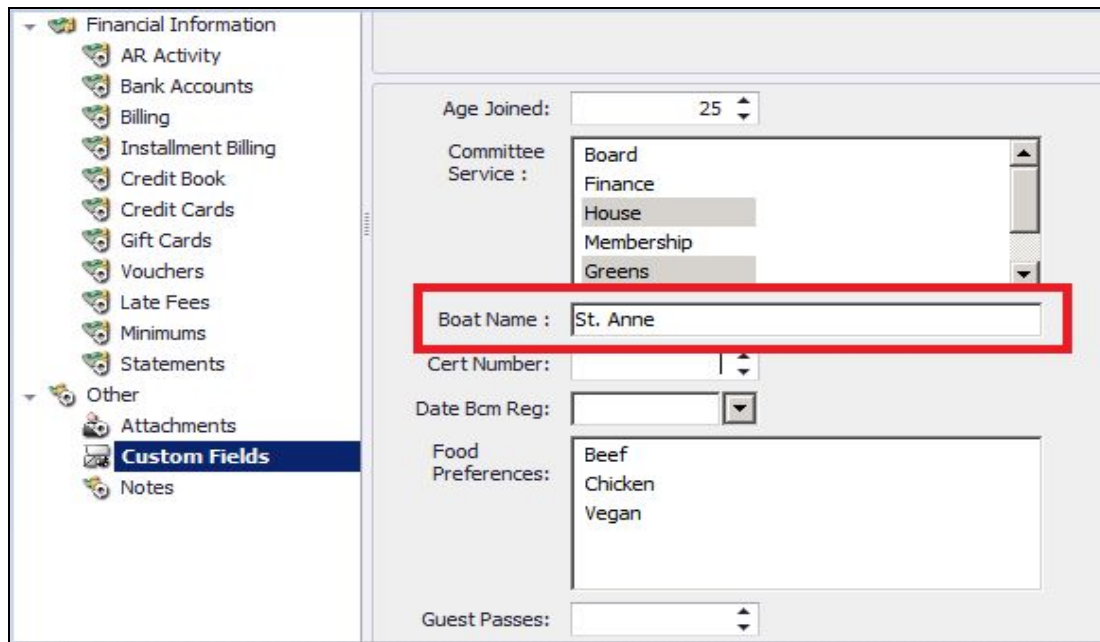 Financial Information
AR Activity
Bank Accounts
Billing
Installment Billing
Credit Book
Credit Cards
Gift Cards
Vouchers
Late Fees
Minimums
Statements
Other
Attachments
Custom Fields
Notes
Age Joined: 25
Committee
Service :
Board
Finance
House
Membership
Greens
Boat Name : St. Anne
Cert Number:
Date Bcm Reg:
Food
Preferences:
Beef
Chicken
Vegan
Guest Passes: